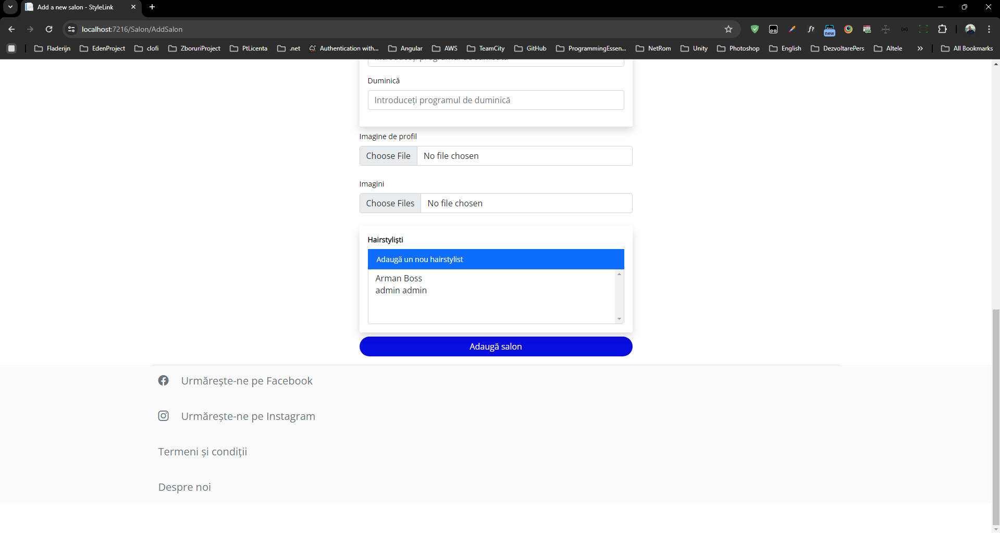 Add a new salon - StyleLink
localhost:7216/Salon/AddSalon
new
Fladerijn
EdenProject
clofi
ZboruriProject
PtLicenta
.net
CS Authentication with...
Angular
AWS
TeamCity
GitHub
ProgrammingEssen...
NetRom
Unity
Photoshop
English
DezvoltarePers
Altele
All Bookmarks
Duminică
Introduceți programul de duminică
Imagine de profil
Choose File No file chosen
Imagini
Choose Files No file chosen
Hairstyliști
Adaugă un nou hairstylist
Arman Boss
admin admin
Adaugă salon
Urmărește-ne pe Facebook
Urmărește-ne pe Instagram
Termeni și condiții
Despre noi